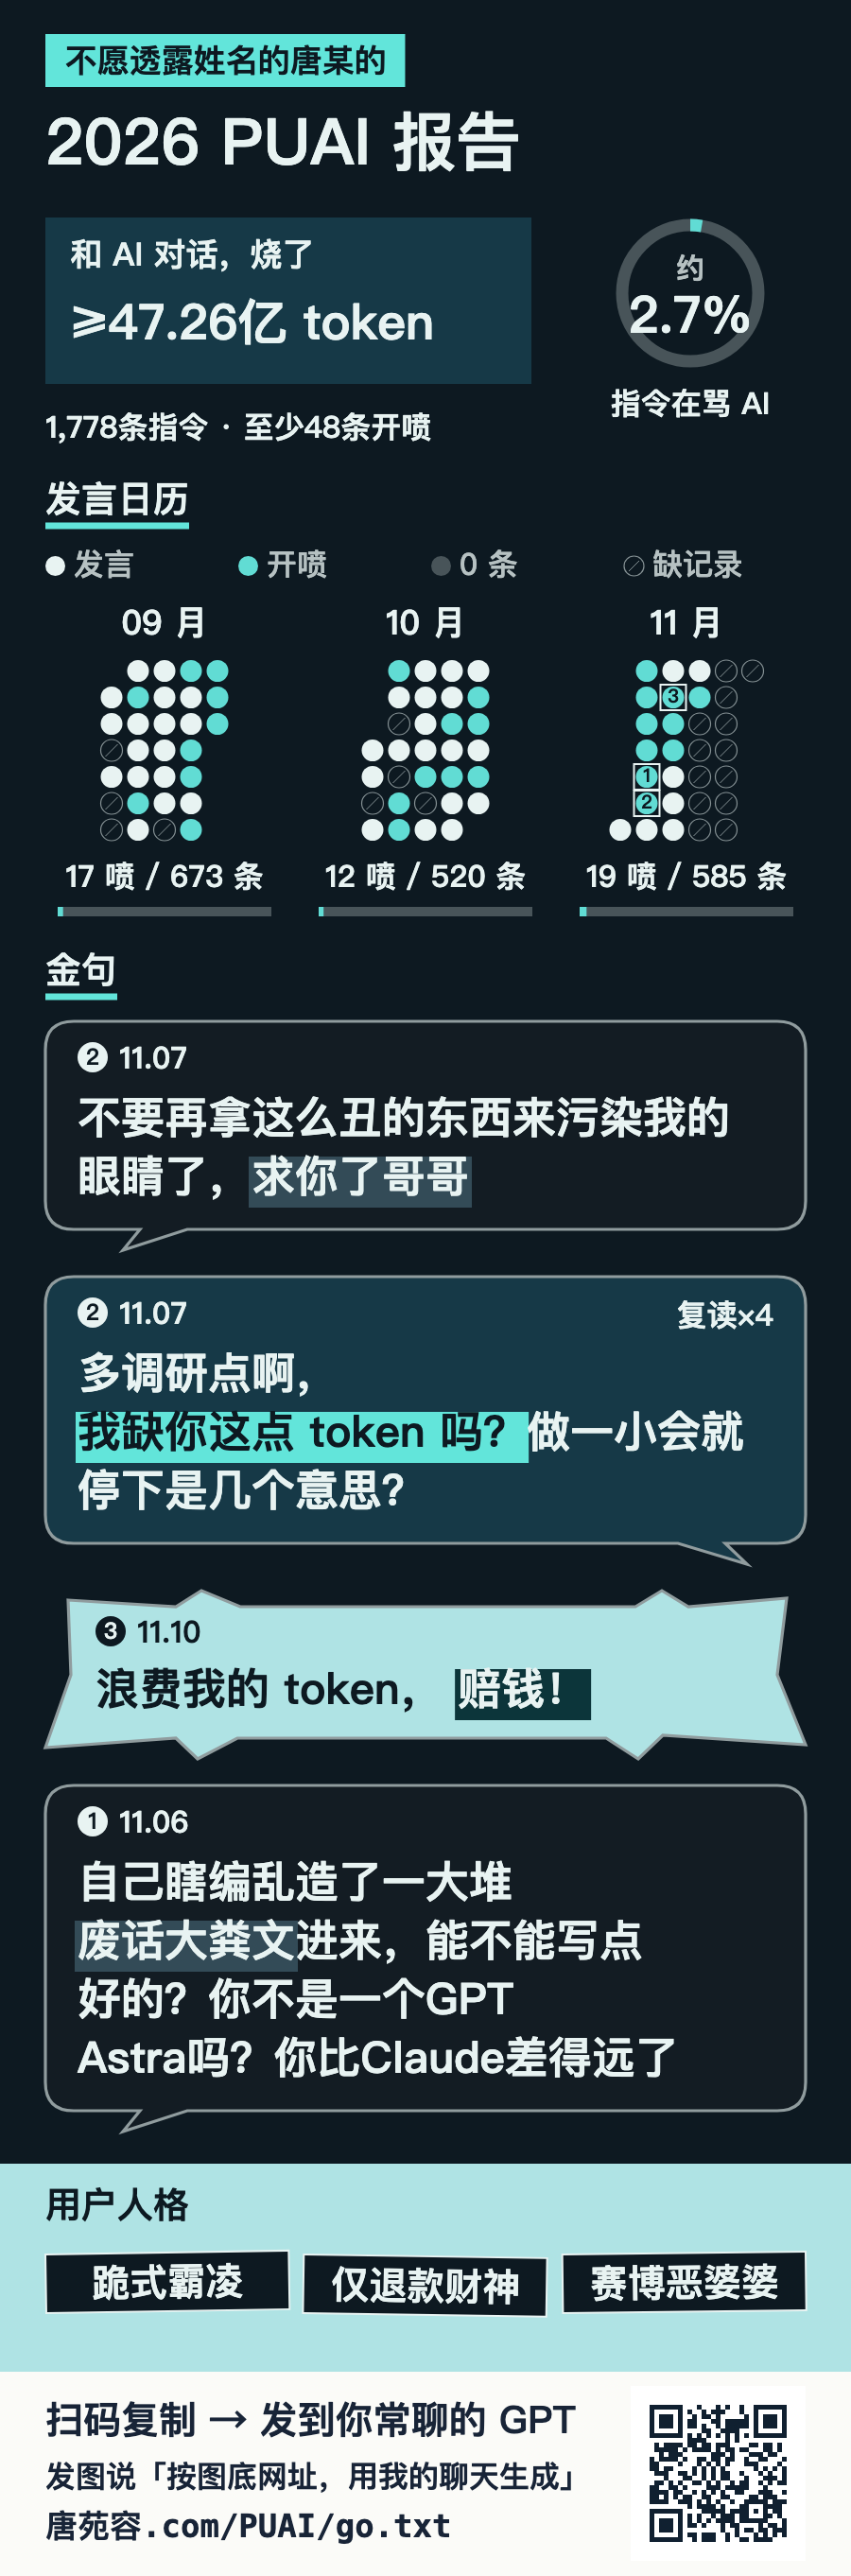 不愿透露姓名的唐某的
2026 PUAI 报告
和 AI 对话，烧了
≥47.26亿 token
约
2.7%
指令在骂 AI
1,778条指令 · 至少48条开喷
发言日历
发言
开喷
0 条
缺记录
09 月
10 月
11 月
3
1
2
17 喷 / 673 条
12 喷 / 520 条
19 喷 / 585 条
金句
2 11.07
不要再拿这么丑的东西来污染我的
眼睛了，求你了哥哥
2 11.07
复读×4
多调研点啊，
我缺你这点 token 吗？做一小会就
停下是几个意思？
3 11.10
浪费我的 token，赔钱！
1 11.06
自己瞎编乱造了一大堆
废话大粪文进来，能不能写点
好的？你不是一个GPT
Astra吗？你比Claude差得远了
用户人格
跪式霸凌
仅退款财神
赛博恶婆婆
扫码复制 → 发到你常聊的 GPT
发图说「按图底网址，用我的聊天生成」
唐苑容.com/PUAI/go.txt